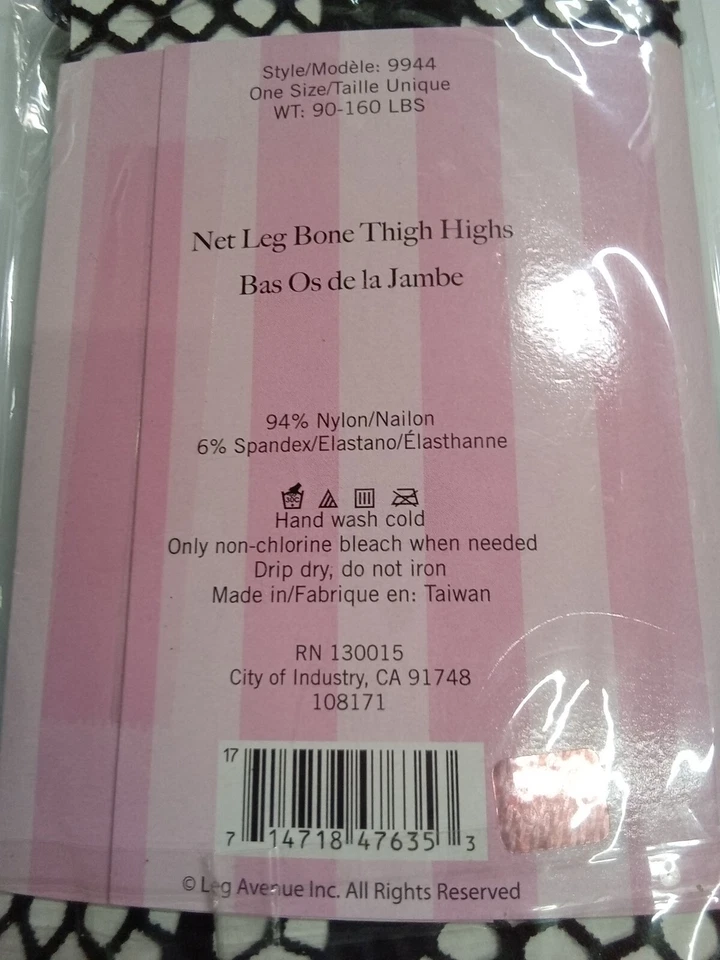 Style/Modèle: 9944
One Size/Taille Unique
WT: 90-160 LBS
Net Leg Bone Thigh Highs
Bas Os de la Jambe
94% Nylon/Nailon
6% Spandex/Elastano/Élasthanne
30C
Hand wash cold
Only non-chlorine bleach when needed
Drip dry, do not iron
Made in/Fabrique en: Taiwan
RN 130015
City of Industry, CA 91748
108171
17
7 14718 47635 3
© Leg Avenue Inc. All Rights Reserved